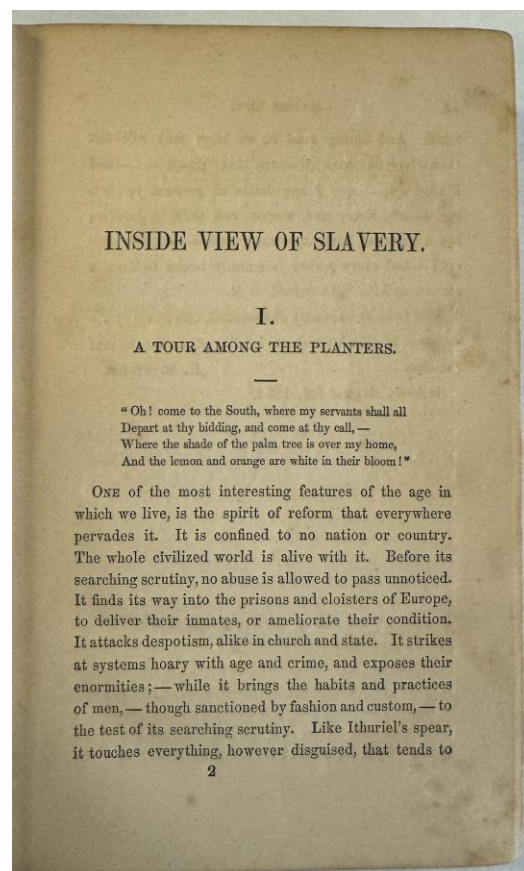 INSIDE VIEW OF SLAVERY.
I.
A TOUR AMONG THE PLANTERS.
“Oh! come to the South, where my servants shall all
Depart at thy bidding, and come at thy call, —
Where the shade of the palm tree is over my home,
And the lemon and orange are white in their bloom!”
ONE of the most interesting features of the age in
which we live, is the spirit of reform that everywhere
pervades it. It is confined to no nation or country.
The whole civilized world is alive with it. Before its
searching scrutiny, no abuse is allowed to pass unnoticed.
It finds its way into the prisons and cloisters of Europe,
to deliver their inmates, or ameliorate their condition.
It attacks despotism, alike in church and state. It strikes
at systems hoary with age and crime, and exposes their
enormities; — while it brings the habits and practices
of men, — though sanctioned by fashion and custom, — to
the test of its searching scrutiny. Like Ithuriel's spear,
it touches everything, however disguised, that tends to
2